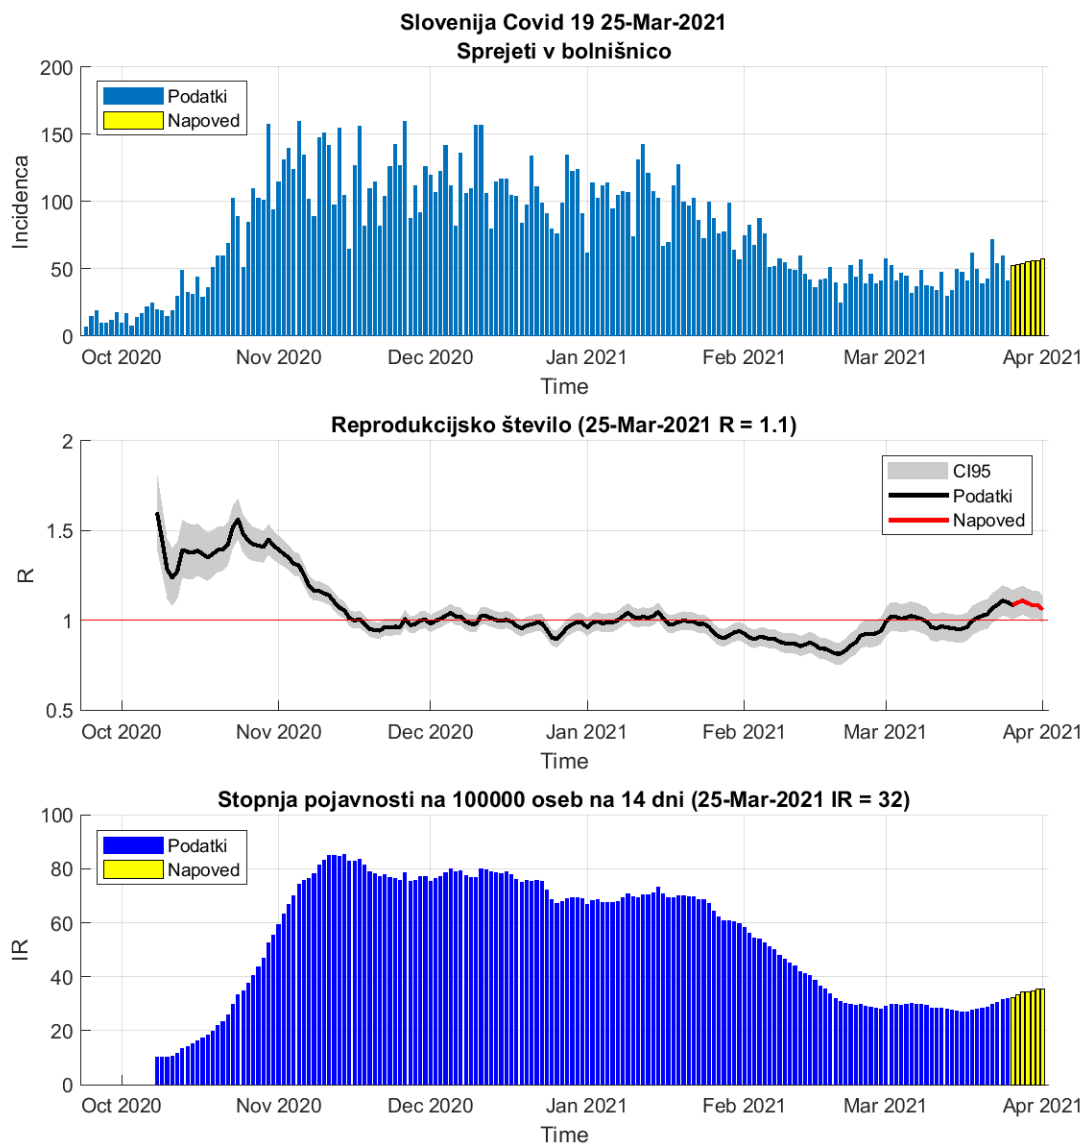 Slovenija Covid 19 25-Mar-2021
Sprejeti v bolnišnico
200
150
100
50
0
Incidenca
Podatki
Napoved
Oct 2020 Nov 2020 Dec 2020 Jan 2021 Feb 2021 Mar 2021 Apr 2021
Time
Reprodukcijsko število (25-Mar-2021 R = 1.1)
2
1.5
1
0.5
R
CI95
Podatki
Napoved
Oct 2020 Nov 2020 Dec 2020 Jan 2021 Feb 2021 Mar 2021 Apr 2021
Time
Stopnja pojavnosti na 100000 oseb na 14 dni (25-Mar-2021 IR = 32)
100
80
60
40
20
0
IR
Podatki
Napoved
Oct 2020 Nov 2020 Dec 2020 Jan 2021 Feb 2021 Mar 2021 Apr 2021
Time